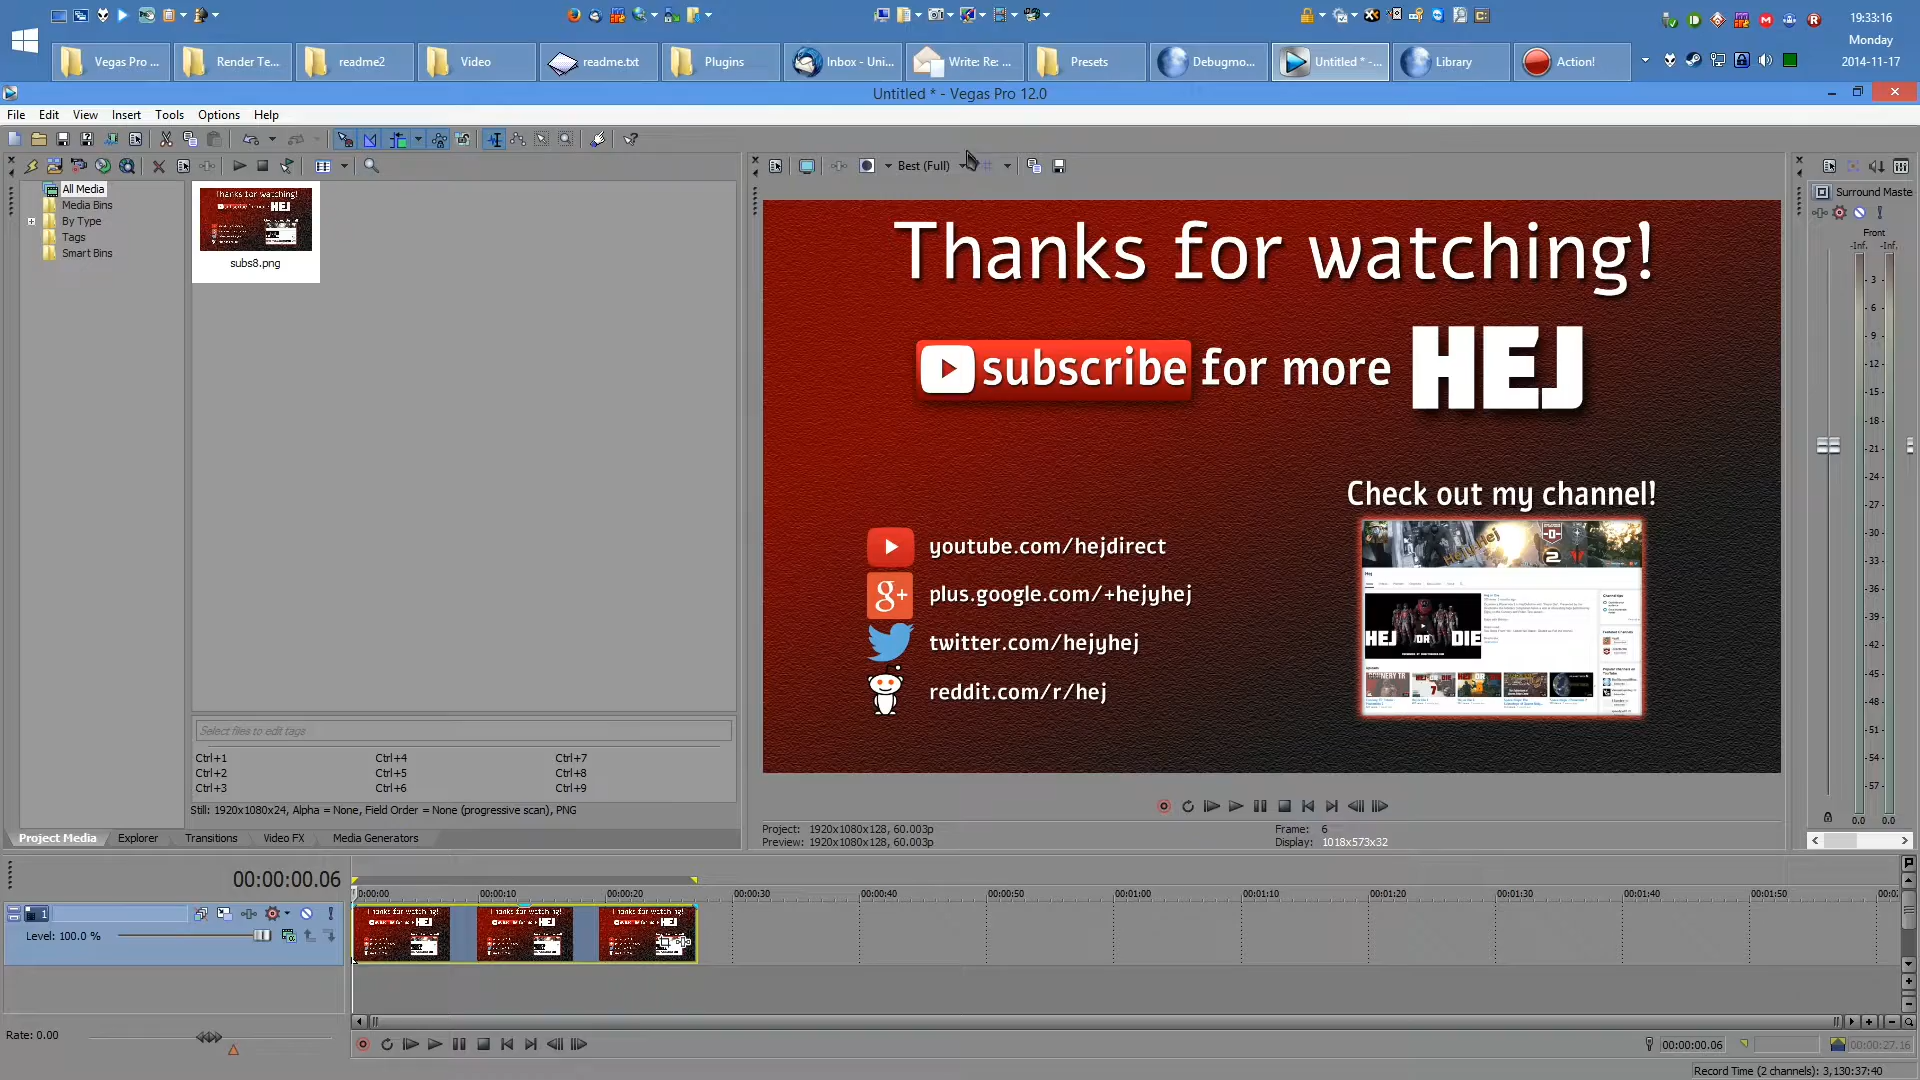 19:33:16
Monday
2014-11-17
Vegas Pro ...
Render Te...
readme2
Video
readme.txt
Plugins
Inbox - Uni...
Write: Re: ...
Presets
Debugmo...
Untitled * -...
Library
Action!
Untitled * - Vegas Pro 12.0
File Edit View Insert Tools Options Help
Best (Full)
All Media
Media Bins
By Type
Tags
Smart Bins
subs8.png
Thanks for watching!
subscribe for more HEJ
Check out my channel!
youtube.com/hejdirect
plus.google.com/+hejyhej
twitter.com/hejyhej
reddit.com/r/hej
HEJ OR DIE
Surround Maste
Front
-Inf. -Inf.
- 3 -
- 6 -
- 9 -
-12-
-15-
-18-
-21-
-24-
-27-
-30-
-33-
-36-
-39-
-42-
-45-
-48-
-51-
-54-
-57-
0.0 0.0
Select files to edit tags
Ctrl+1 Ctrl+4 Ctrl+7
Ctrl+2 Ctrl+5 Ctrl+8
Ctrl+3 Ctrl+6 Ctrl+9
Still: 1920x1080x24, Alpha = None, Field Order = None (progressive scan), PNG
Project Media Explorer Transitions Video FX Media Generators
Project: 1920x1080x128, 60.003p Frame: 6
Preview: 1920x1080x128, 60.003p Display: 1018x573x32
00:00:00.06
0:00:00 00:00:10 00:00:20 00:00:30 00:00:40 00:00:50 00:01:00 00:01:10 00:01:20 00:01:30 00:01:40 00:01:50 00:0
1
Level: 100.0 %
Rate: 0.00
00:00:00.06
00:00:27.16
Record Time (2 channels): 3,130:37:40